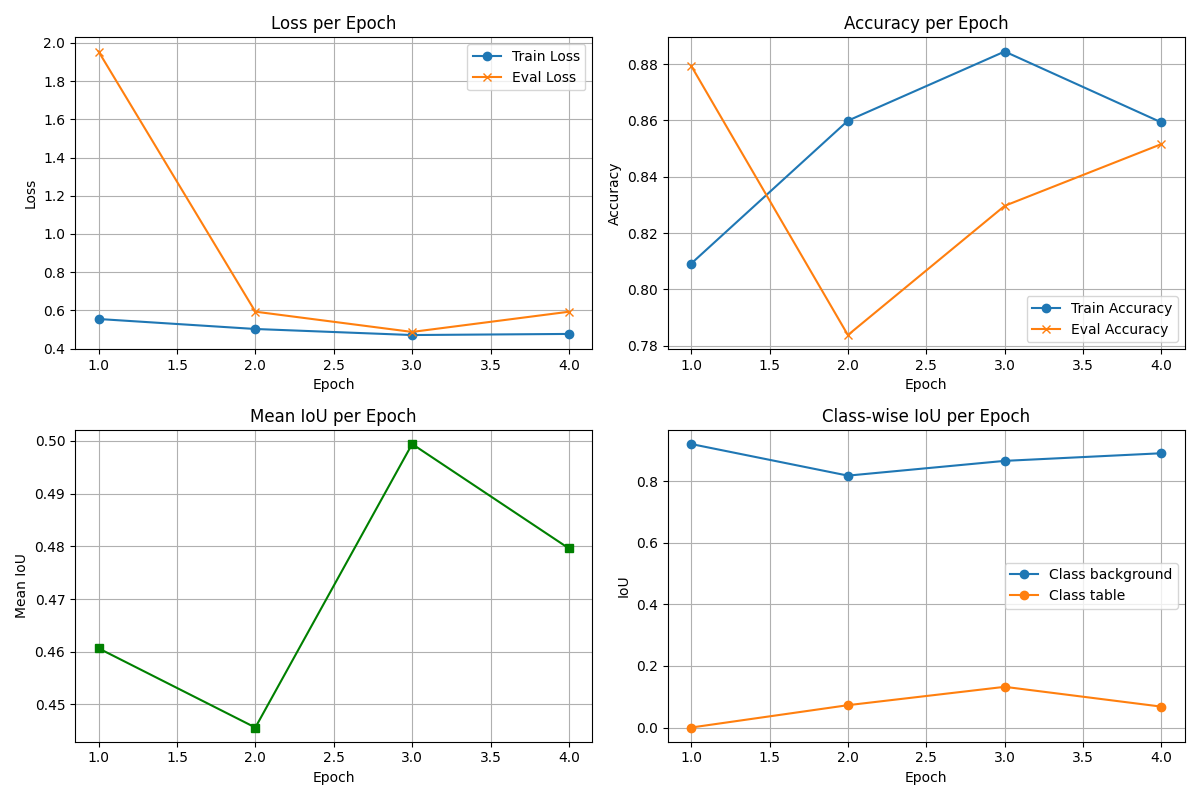 Loss per Epoch
2.0
1.8
1.6
1.4
1.2
1.0
0.8
0.6
0.4
Loss
Train Loss
Eval Loss
1.0 1.5 2.0 2.5 3.0 3.5 4.0
Epoch
Accuracy per Epoch
0.88
0.86
0.84
0.82
0.80
0.78
Accuracy
Train Accuracy
Eval Accuracy
1.0 1.5 2.0 2.5 3.0 3.5 4.0
Epoch
Mean IoU per Epoch
0.50
0.49
0.48
0.47
0.46
0.45
Mean IoU
1.0 1.5 2.0 2.5 3.0 3.5 4.0
Epoch
Class-wise IoU per Epoch
0.8
0.6
0.4
0.2
0.0
IoU
Class background
Class table
1.0 1.5 2.0 2.5 3.0 3.5 4.0
Epoch